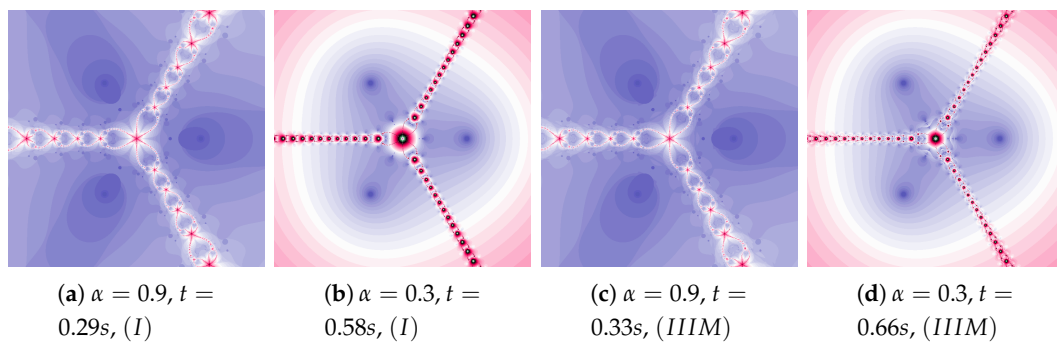 (a) α = 0.9, t =
0.29s, (I)
(b) α = 0.3, t =
0.58s, (I)
(c) α = 0.9, t =
0.33s, (IIIM)
(d) α = 0.3, t =
0.66s, (IIIM)